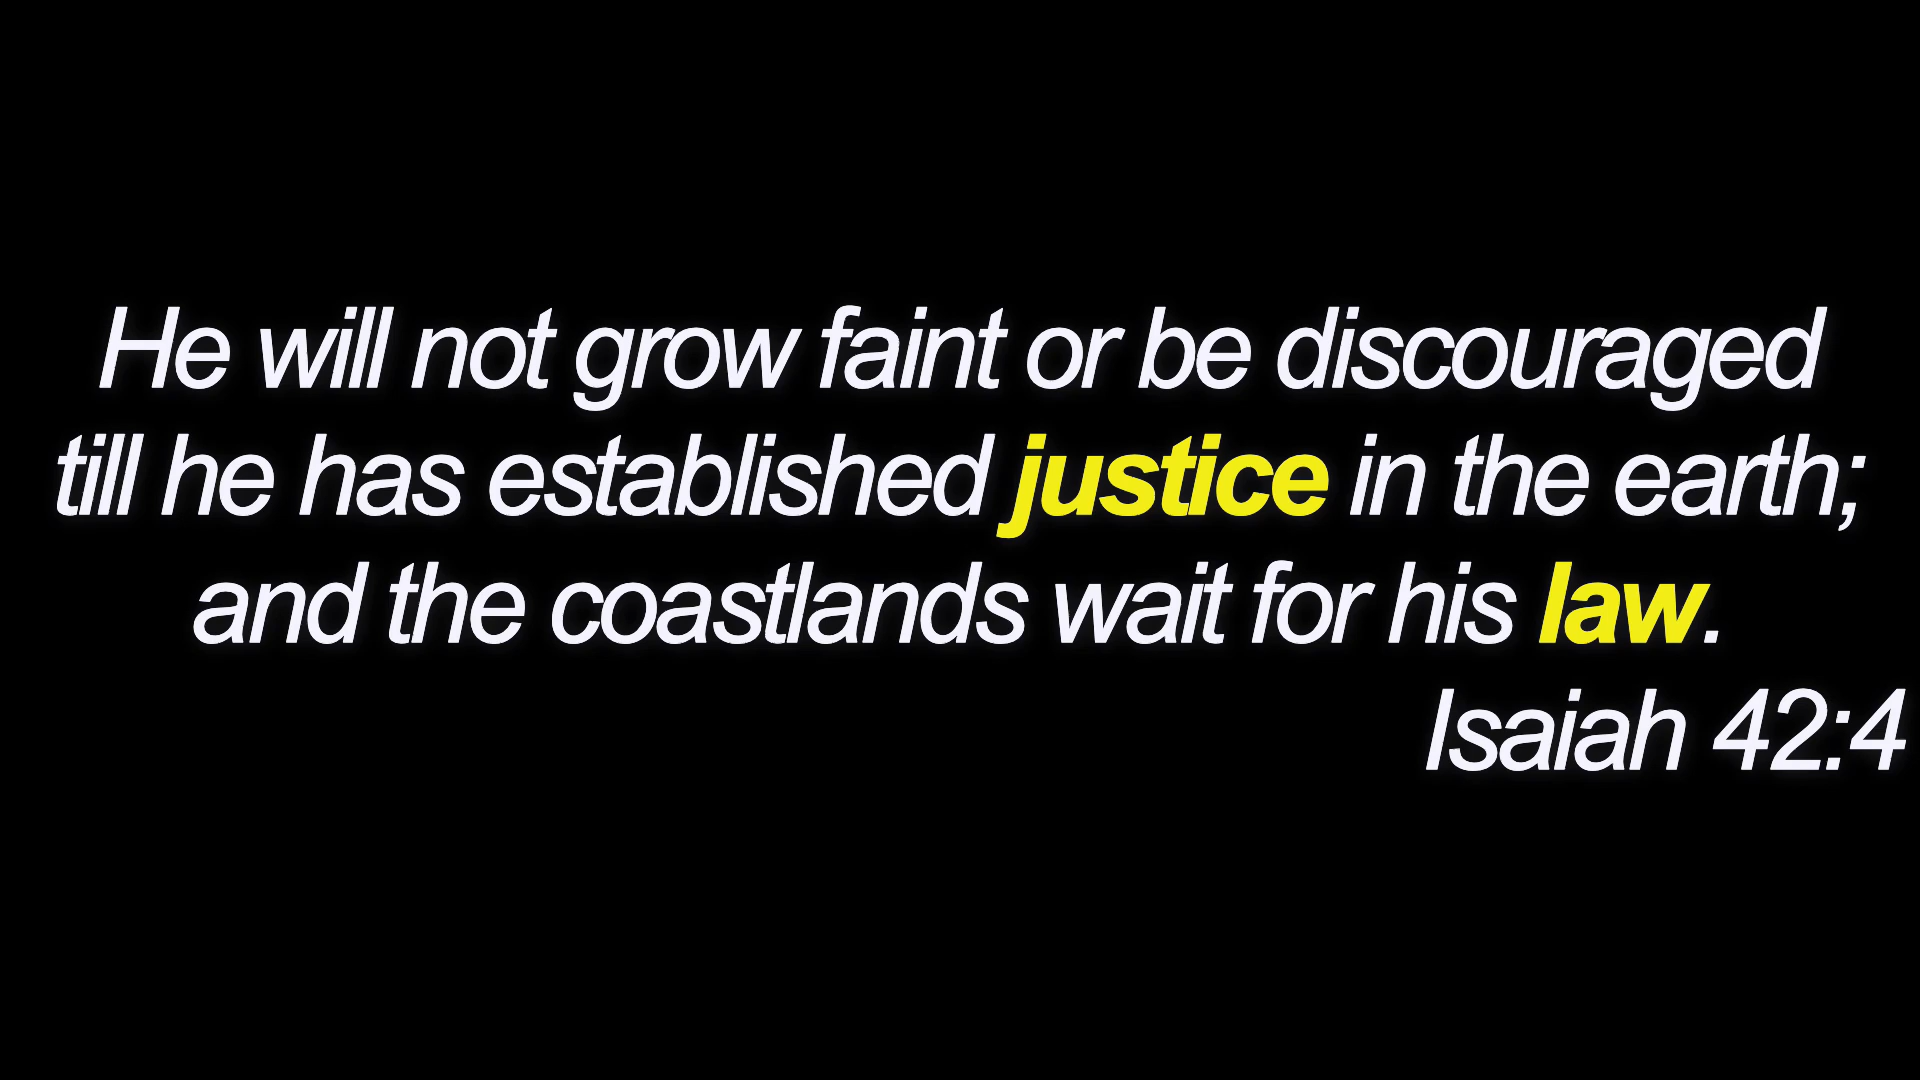 He will not grow faint or be discouraged
till he has established justice in the earth;
and the coastlands wait for his law.
Isaiah 42:4